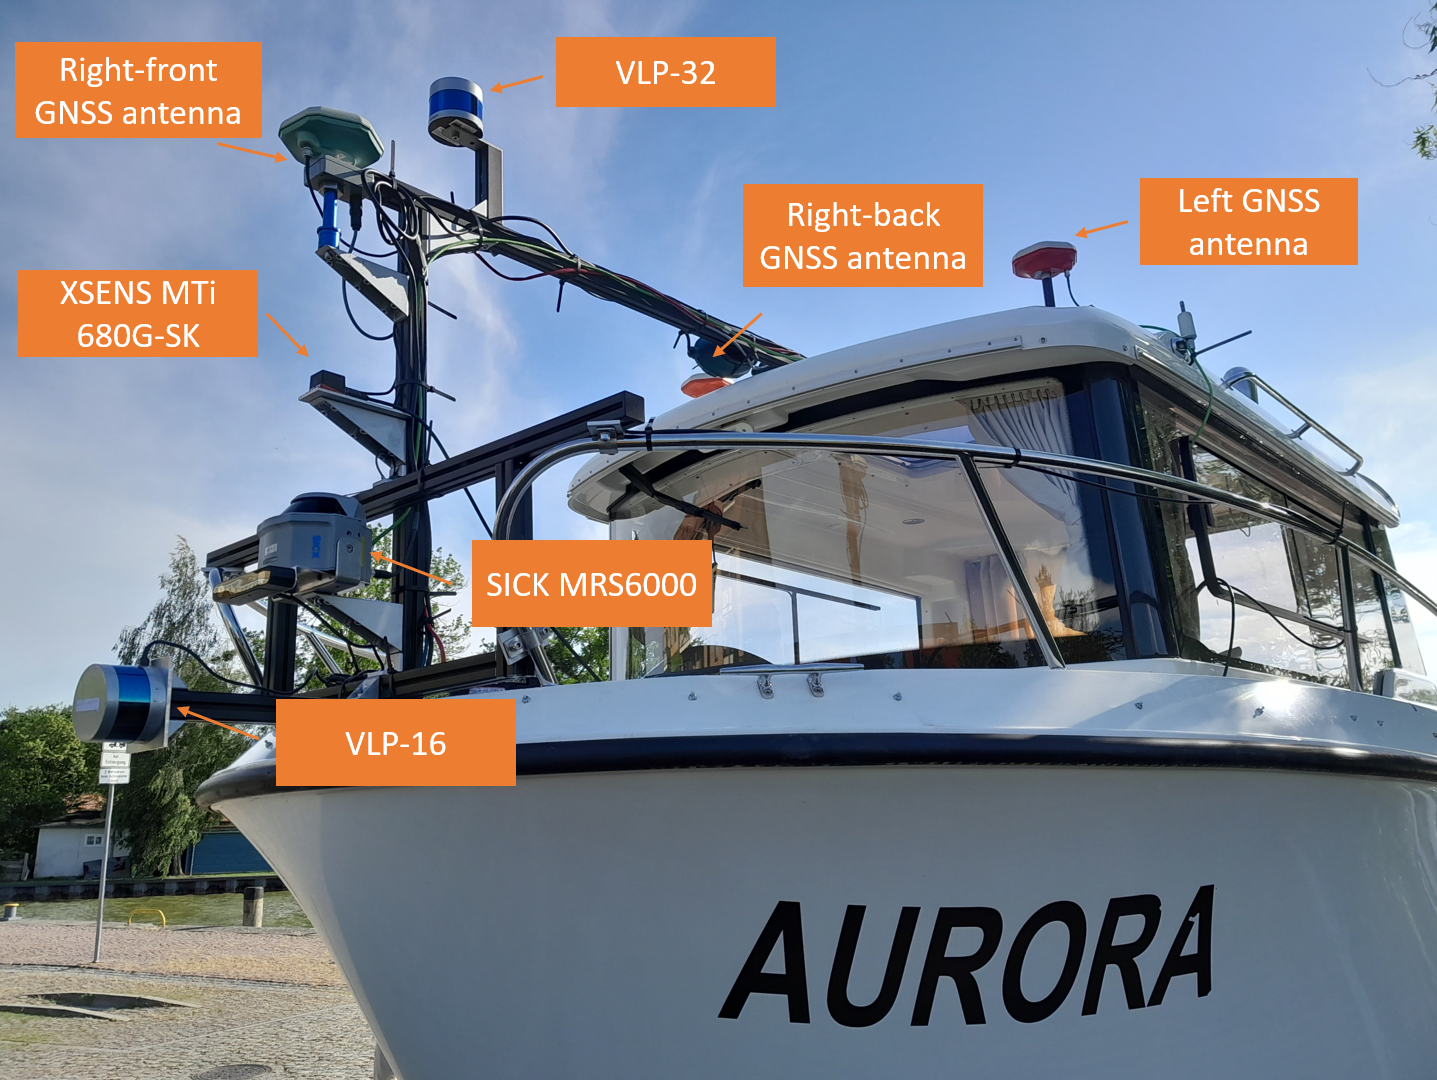 Right-front
GNSS antenna
VLP-32
Right-back
GNSS antenna
Left GNSS
antenna
XSENS MTi
680G-SK
SICK
SICK MRS6000
VLP-16
AURORA